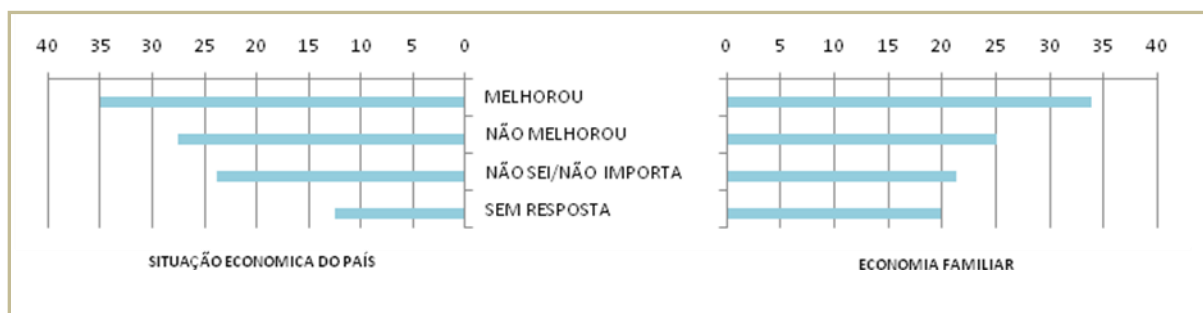 40 35 30 25 20 15 10 5 0
0 5 10 15 20 25 30 35 40
MELHOROU
NÃO MELHOROU
NÃO SEI/NÃO IMPORTA
SEM RESPOSTA
SITUAÇÃO ECONOMICA DO PAÍS
ECONOMIA FAMILIAR